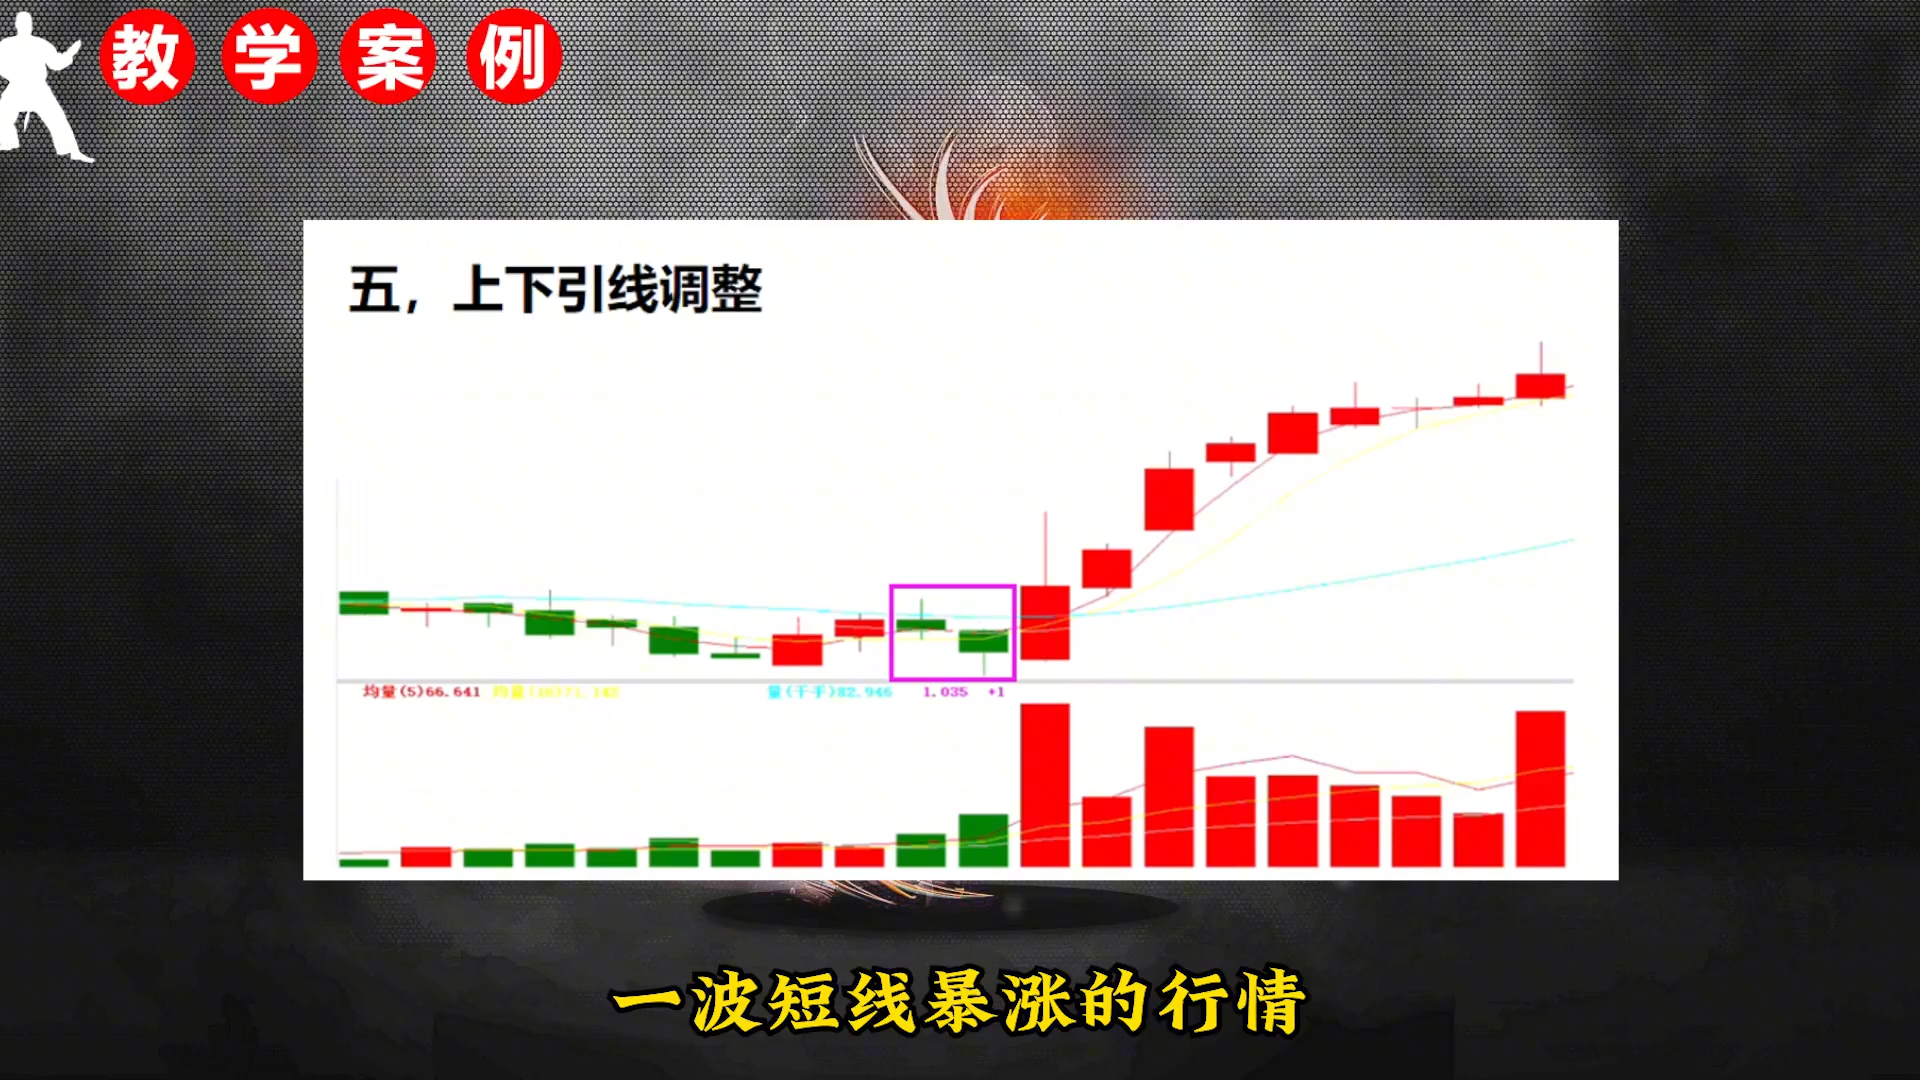 教学案例
五，上下引线调整
均量(5)66.641 量(千手)82.946 1.035 +1
一波短线暴涨的行情